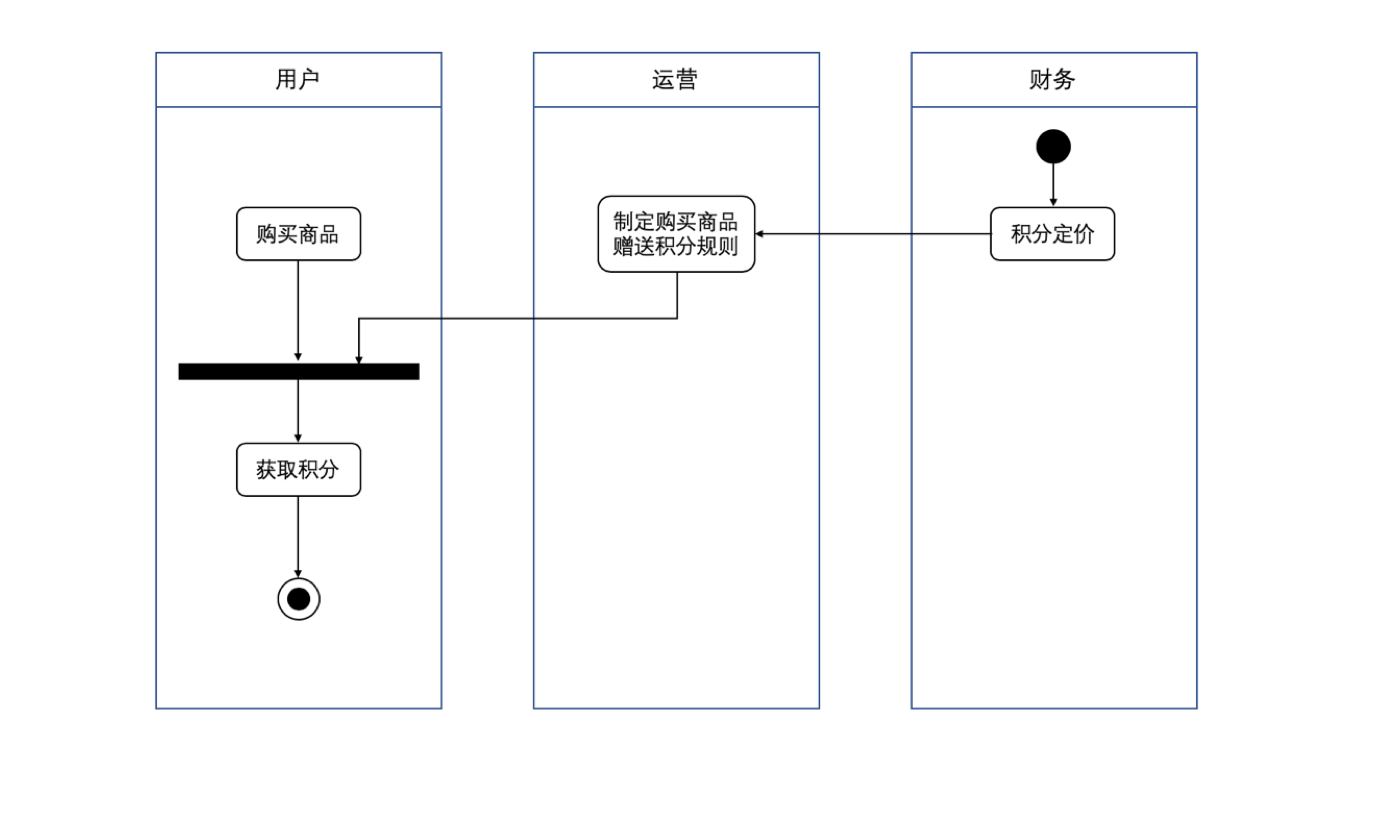 用户
运营
财务
购买商品
制定购买商品
赠送积分规则
积分定价
获取积分